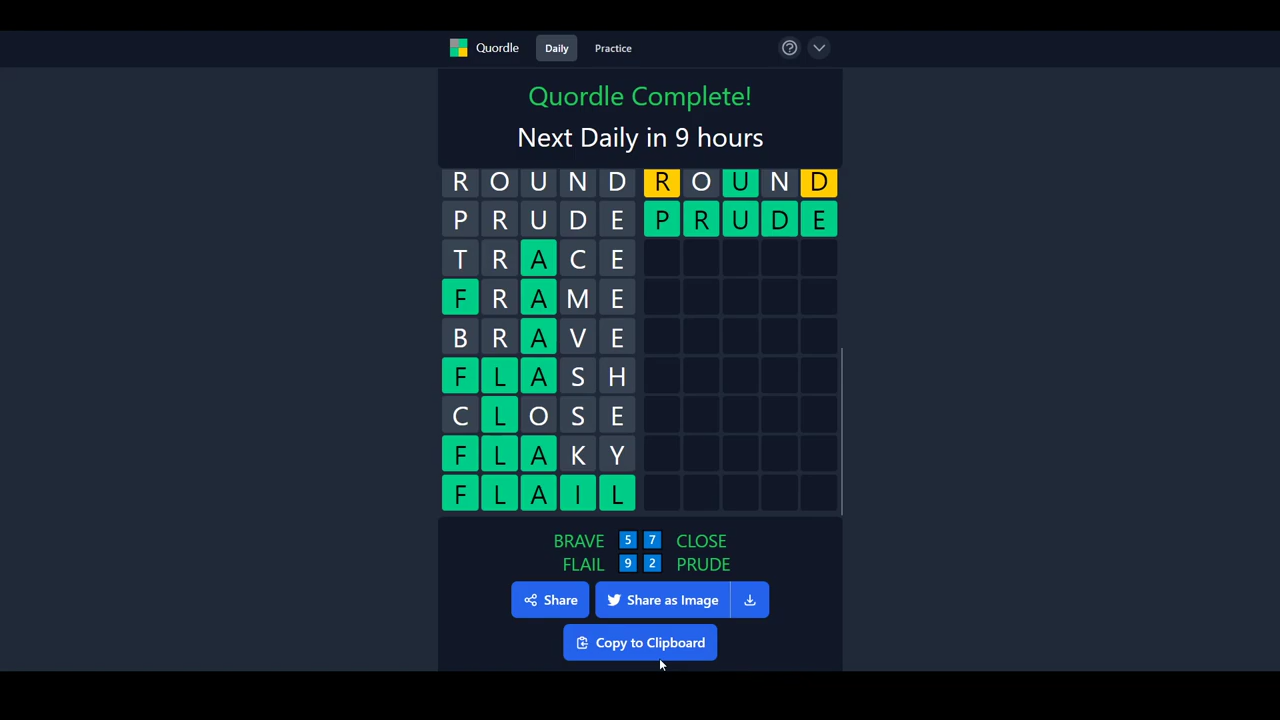 Quordle Daily Practice
Quordle Complete!
Next Daily in 9 hours
ROUND ROUND
PRUDE PRUDE
TRACE
FRAME
BRAVE
FLASH
CLOSE
FLAKY
FLAIL
BRAVE 5 7 CLOSE
FLAIL 9 2 PRUDE
Share Share as Image
Copy to Clipboard